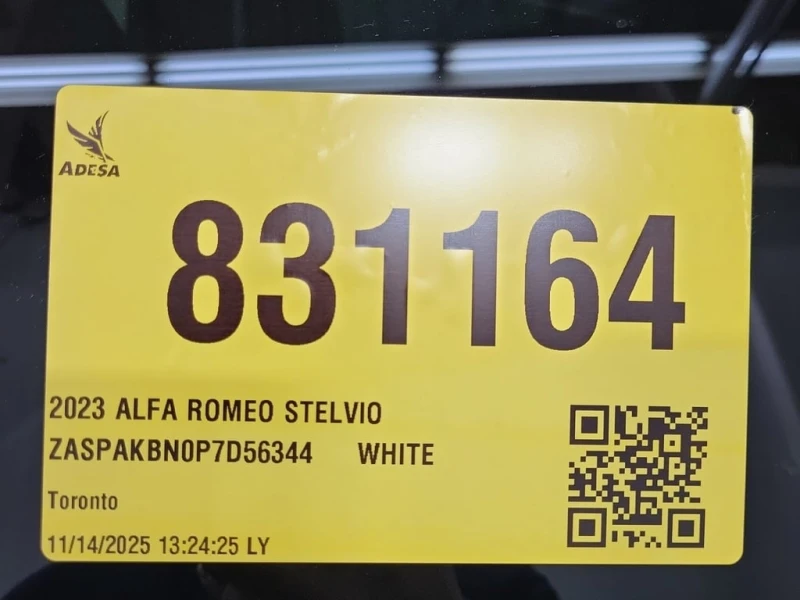 ADESA
831164
2023 ALFA ROMEO STELVIO
ZASPAKBN0P7D56344 WHITE
Toronto
11/14/2025 13:24:25 LY